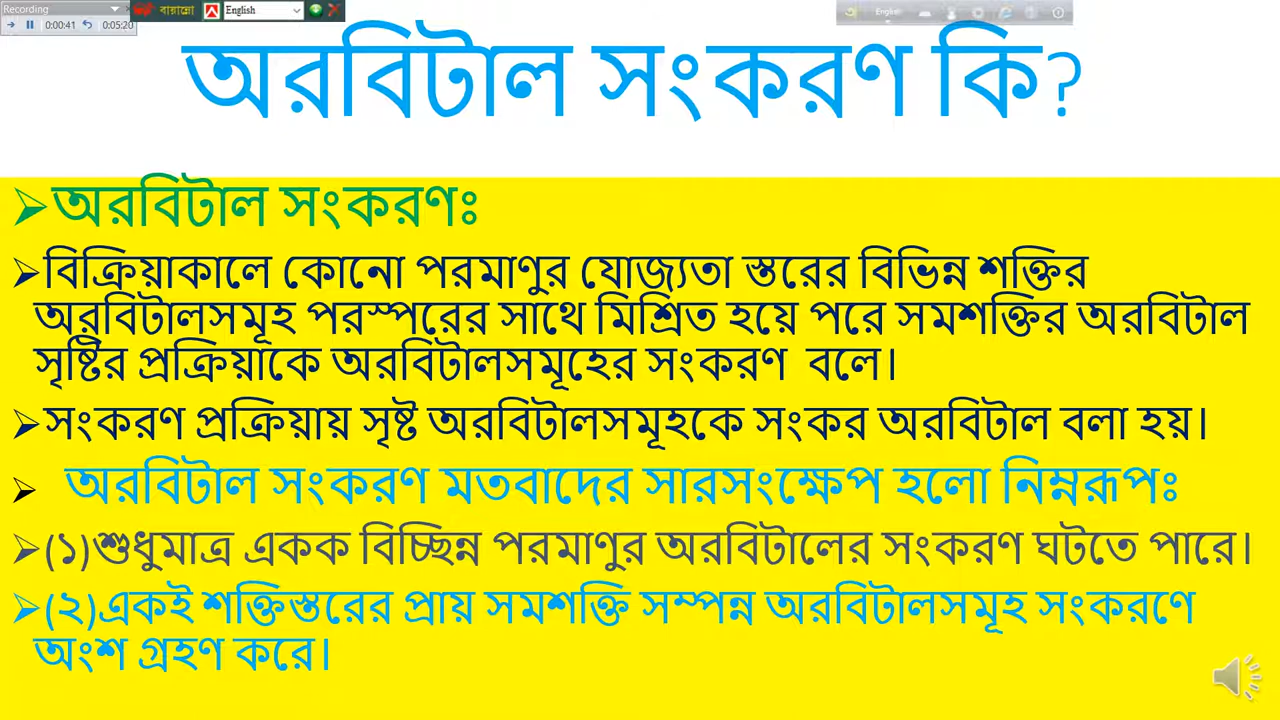 Recording
0:00:41 0:05:20
বায়ান্নো English
English
অরবিটাল সংকরণ কি?
➢অরবিটাল সংকরণঃ
➢বিক্রিয়াকালে কোনো পরমাণুর যোজ্যতা স্তরের বিভিন্ন শক্তির
অরবিটালসমূহ পরস্পরের সাথে মিশ্রিত হয়ে পরে সমশক্তির অরবিটাল
সৃষ্টির প্রক্রিয়াকে অরবিটালসমূহের সংকরণ বলে।
➢সংকরণ প্রক্রিয়ায় সৃষ্ট অরবিটালসমূহকে সংকর অরবিটাল বলা হয়।
➢ অরবিটাল সংকরণ মতবাদের সারসংক্ষেপ হলো নিম্নরূপঃ
➢(১)শুধুমাত্র একক বিচ্ছিন্ন পরমাণুর অরবিটালের সংকরণ ঘটতে পারে।
➢(২)একই শক্তিস্তরের প্রায় সমশক্তি সম্পন্ন অরবিটালসমূহ সংকরণে
অংশ গ্রহণ করে।